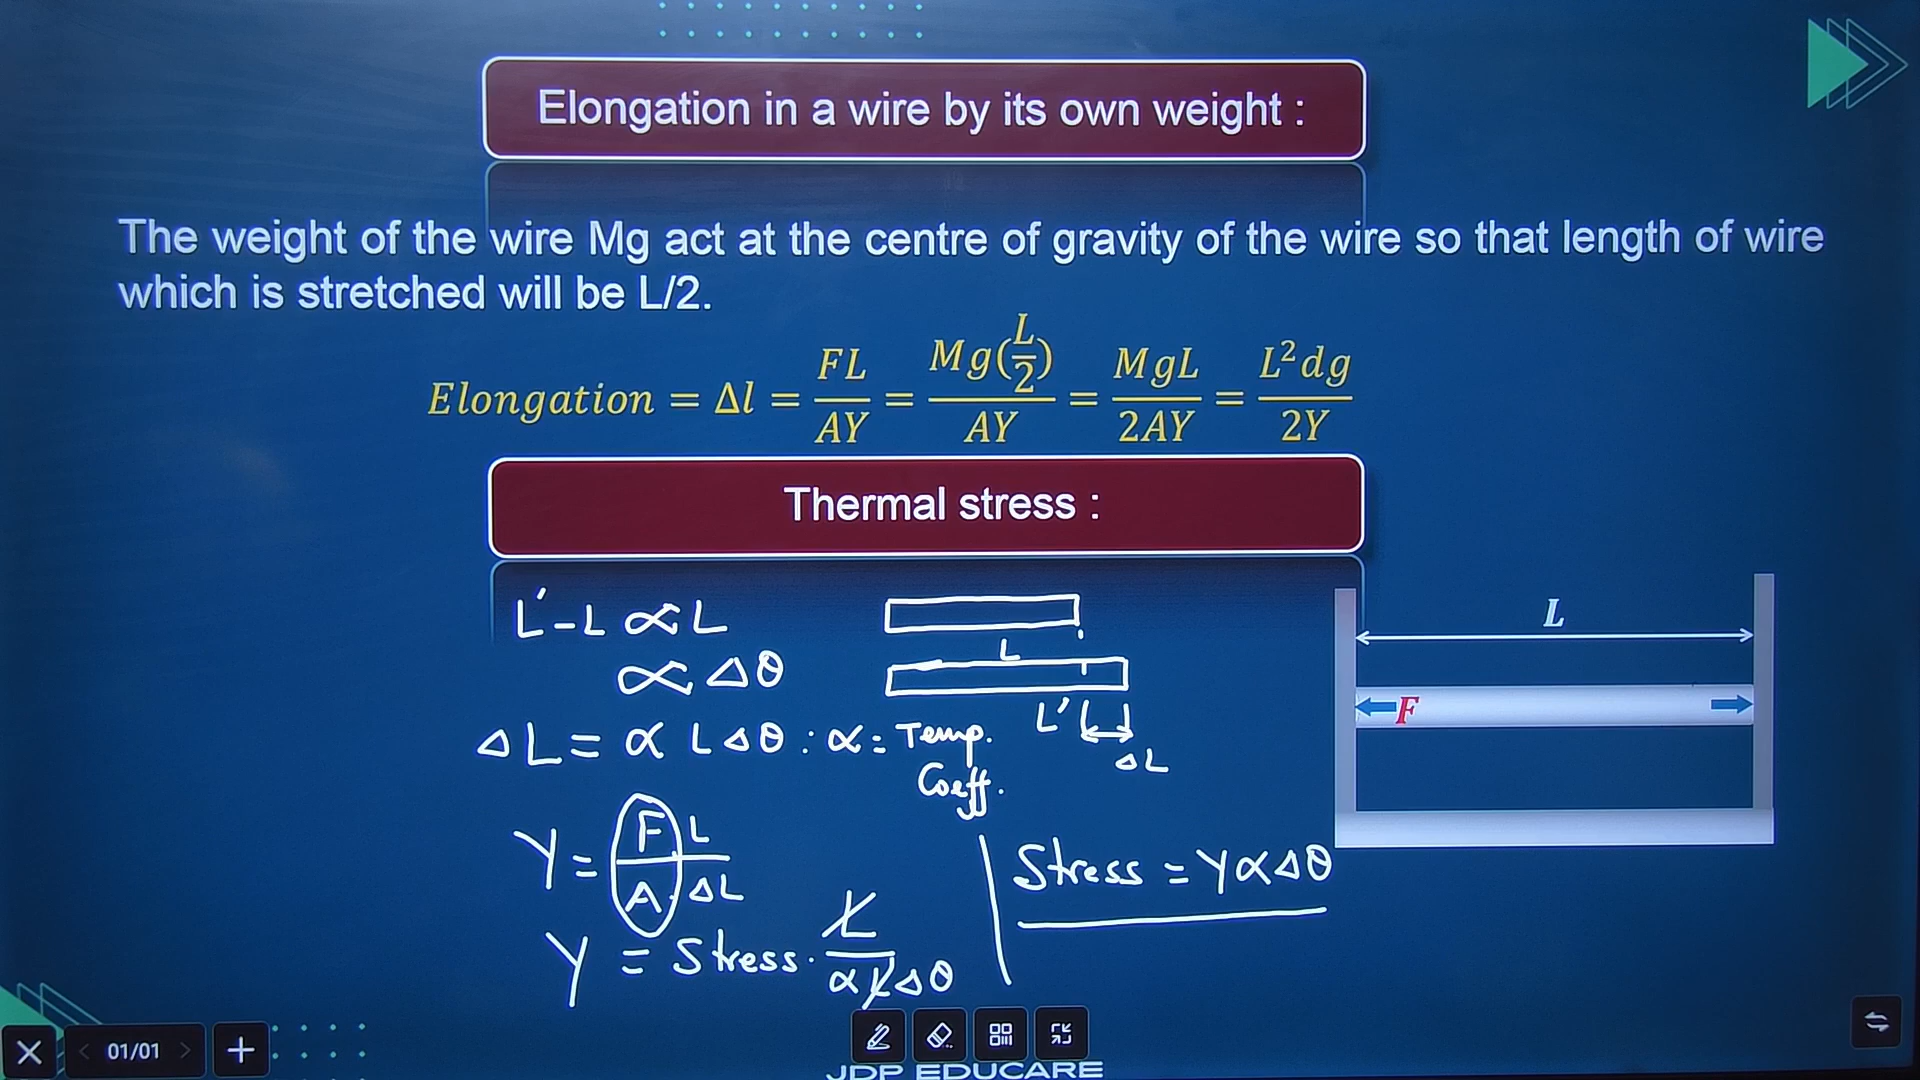 Elongation in a wire by its own weight :
The weight of the wire Mg act at the centre of gravity of the wire so that length of wire
which is stretched will be L/2.
Elongation = Δl = FL/AY = Mg(L/2)/AY = MgL/2AY = L²dg/2Y
Thermal stress :
L'-L ∝ L
∝ Δθ
ΔL = α L Δθ : α = Temp. Coeff.
L
L'
ΔL
L
F
Y = F L / A . ΔL
Y = Stress . L / α L Δθ
Stress = Y α Δθ
01/01
JDP EDUCARE